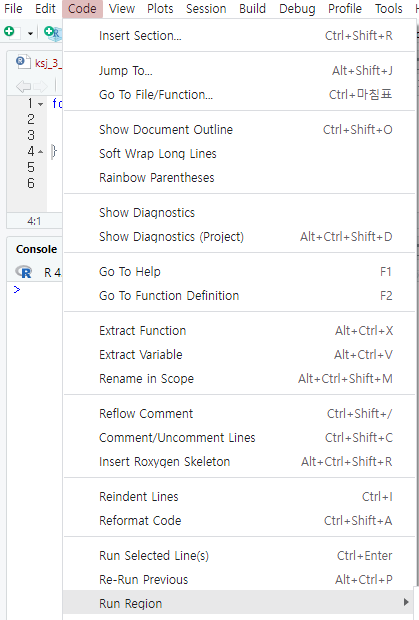 File Edit Code View Plots Session Build Debug Profile Tools
ksj_3_
1 fo
2
3
4 }
5
6
4:1
Console
R 4
>
Insert Section... Ctrl+Shift+R
Jump To... Alt+Shift+J
Go To File/Function... Ctrl+마침표
Show Document Outline Ctrl+Shift+O
Soft Wrap Long Lines
Rainbow Parentheses
Show Diagnostics
Show Diagnostics (Project) Alt+Ctrl+Shift+D
Go To Help F1
Go To Function Definition F2
Extract Function Alt+Ctrl+X
Extract Variable Alt+Ctrl+V
Rename in Scope Alt+Ctrl+Shift+M
Reflow Comment Ctrl+Shift+/
Comment/Uncomment Lines Ctrl+Shift+C
Insert Roxygen Skeleton Alt+Ctrl+Shift+R
Reindent Lines Ctrl+I
Reformat Code Ctrl+Shift+A
Run Selected Line(s) Ctrl+Enter
Re-Run Previous Alt+Ctrl+P
Run Region